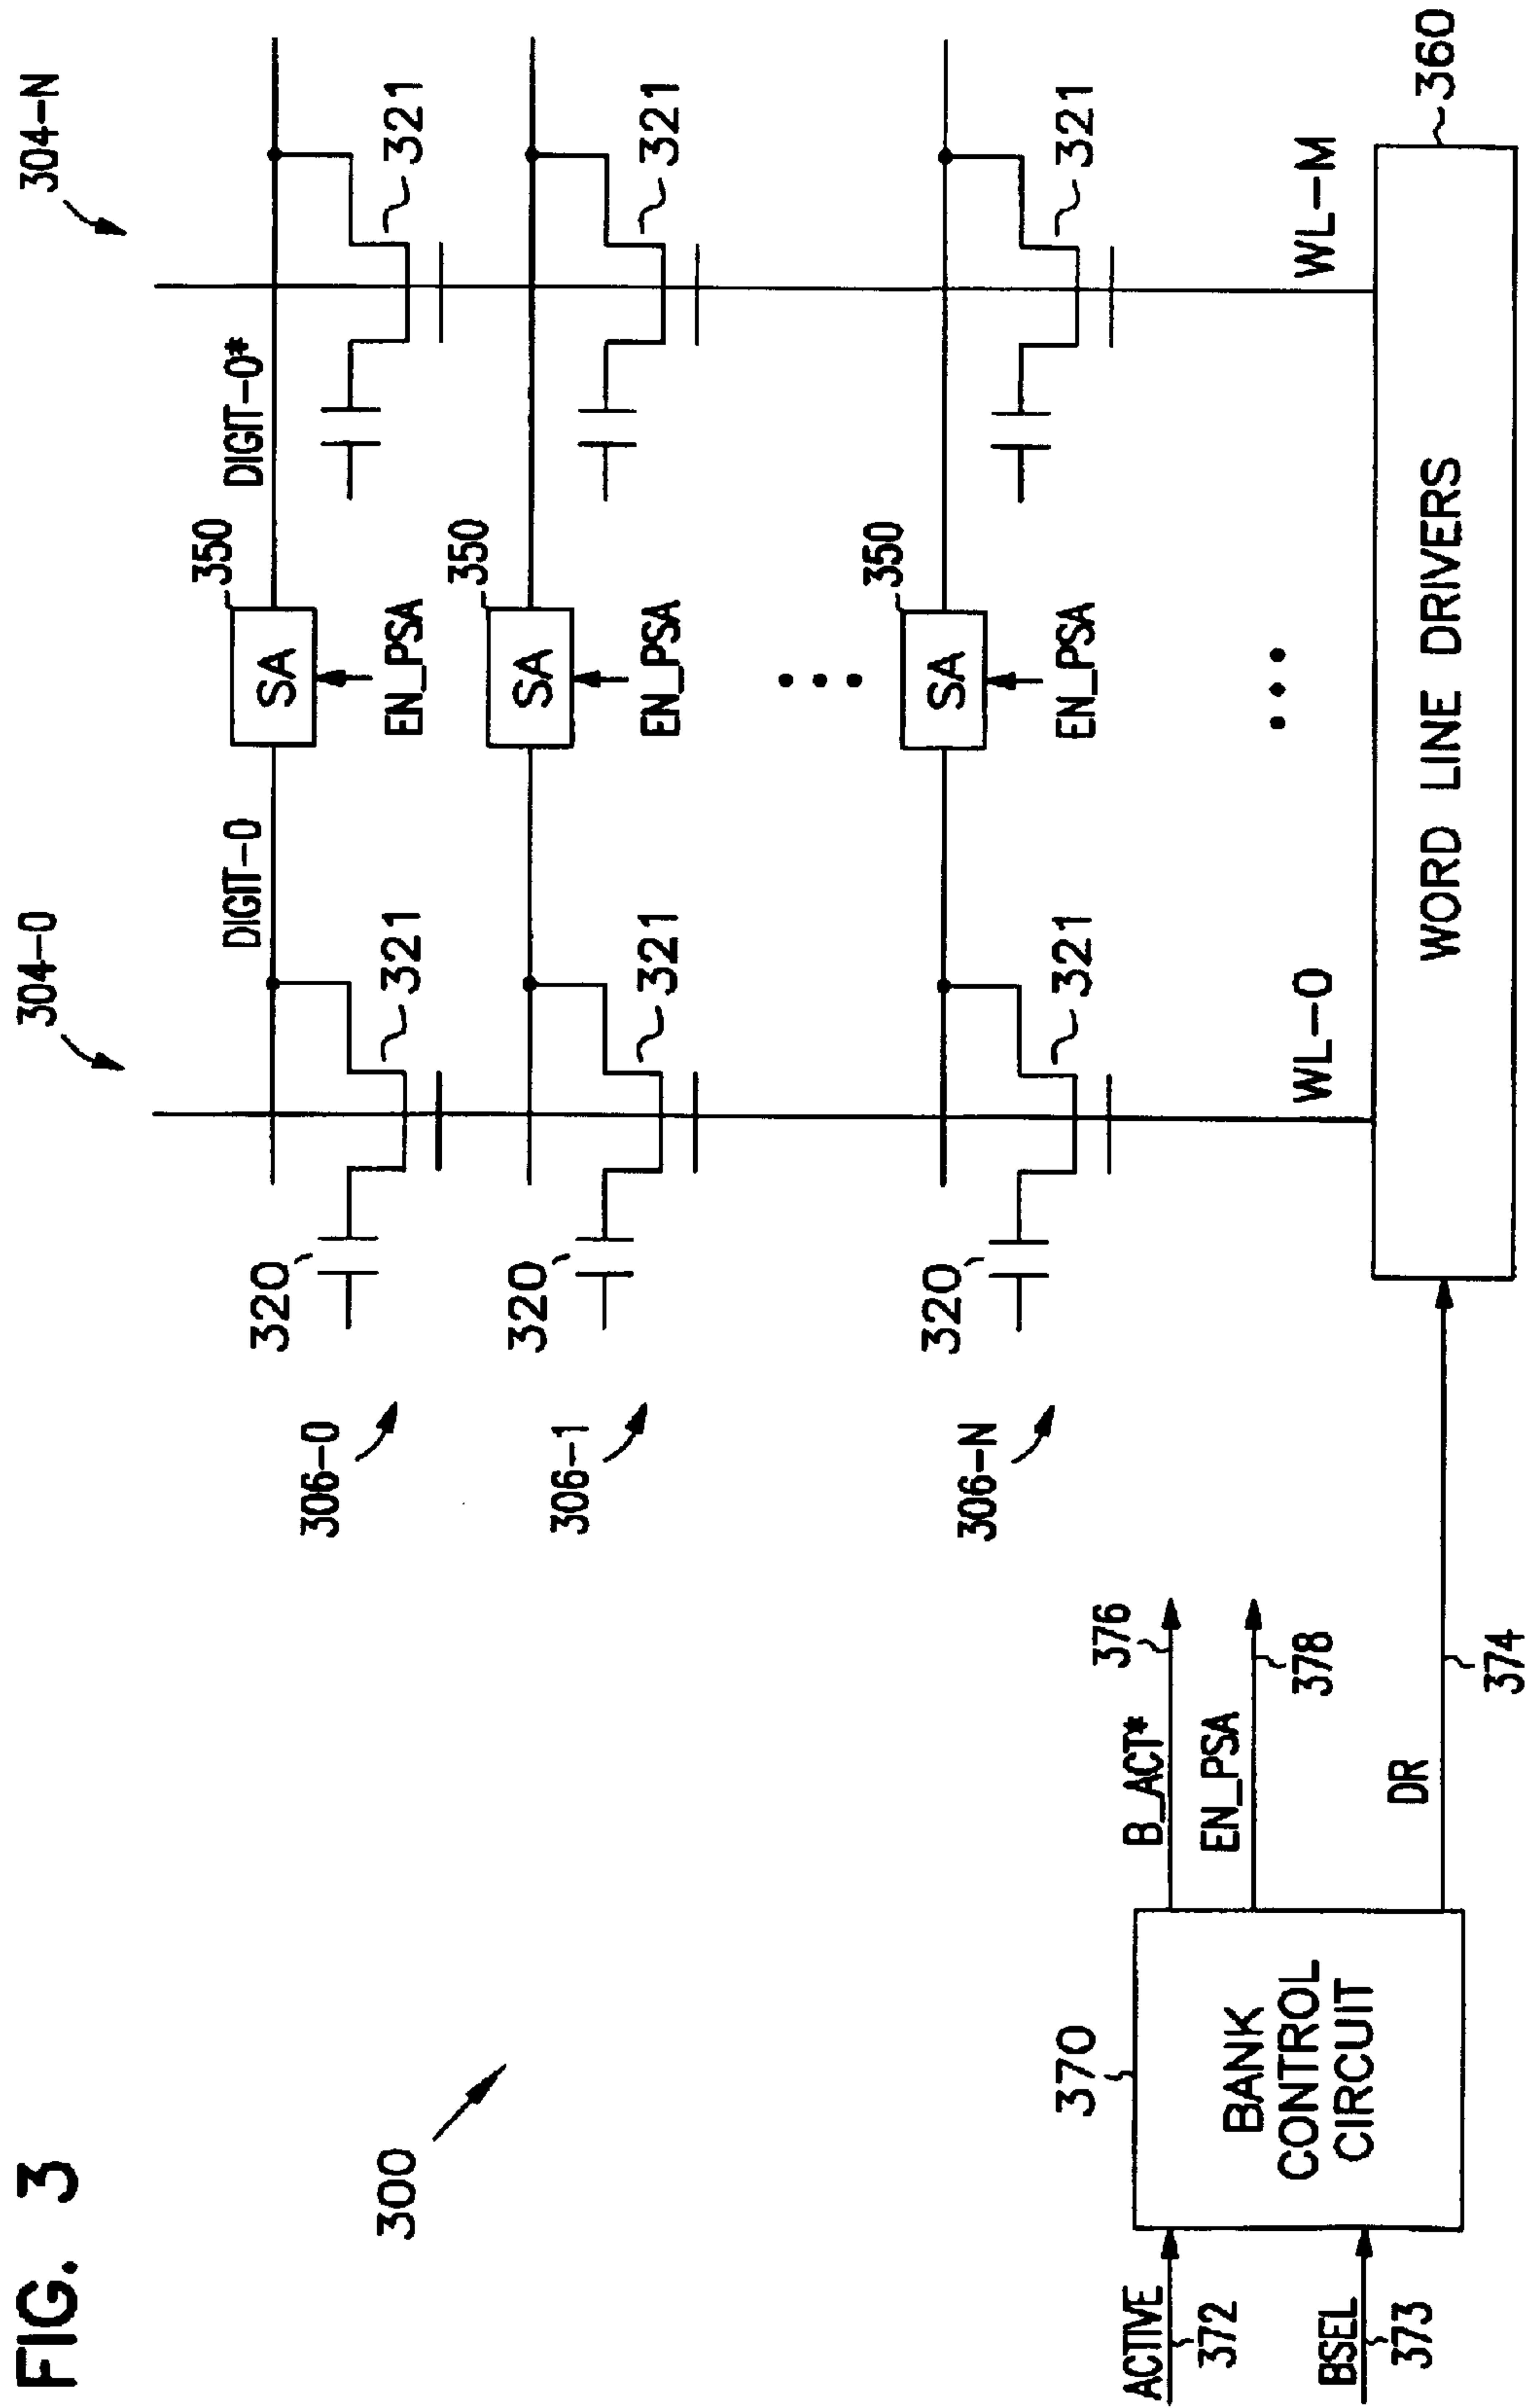 FIG. 3
300
304-0
304-N
DIGIT-0
350
DIGIT-0*
SA
320
321
EN_PSA
321
306-0
350
SA
320
321
EN_PSA
321
306-1
350
SA
320
321
EN_PSA
321
306-N
WL-0
WL-M
WORD LINE DRIVERS
360
370
BANK
CONTROL
CIRCUIT
ACTIVE
372
BSEL
373
B_ACT*
376
EN_PSA
378
DR
374